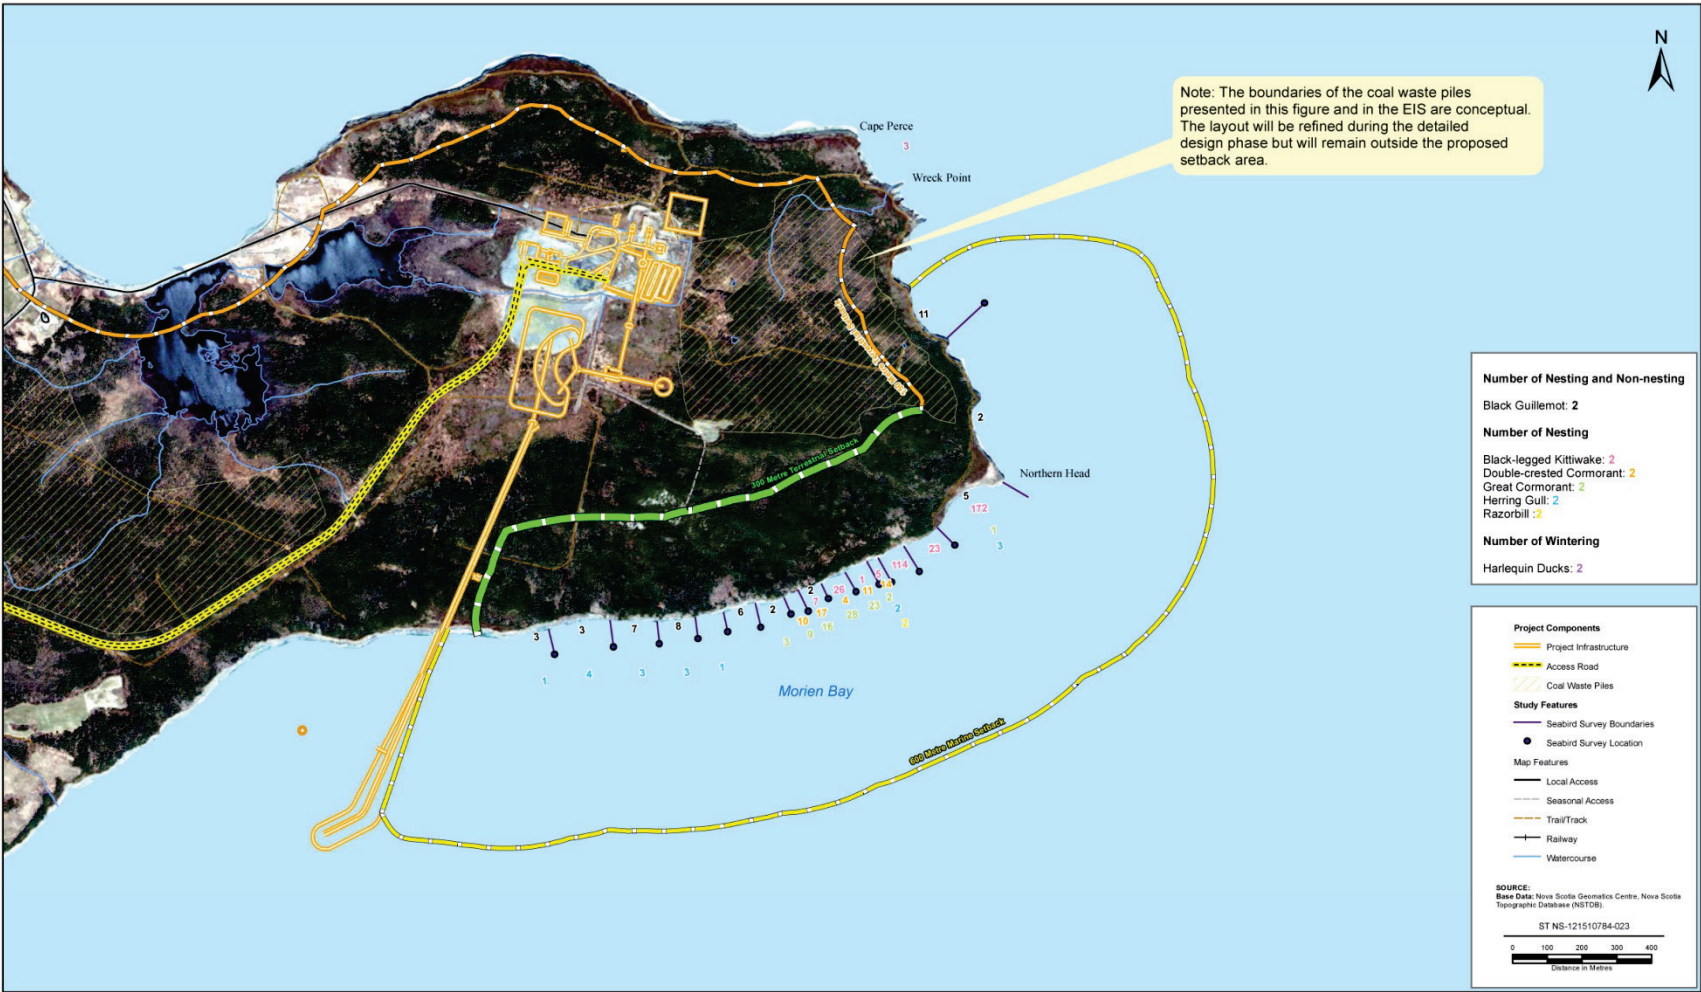 N
Note: The boundaries of the coal waste piles
presented in this figure and in the EIS are conceptual.
The layout will be refined during the detailed
design phase but will remain outside the proposed
setback area.
Cape Perce
3
Wreck Point
11
2
Northern Head
300 Metre Terrestrial Setback
5
172
1
3
23
114
5
1
26
7
2
14
11
4
17
10
2
23
28
16
9
3
2
2
2
6
8
7
3
3
1
3
3
4
1
Morien Bay
600 Metre Marine Setback
Number of Nesting and Non-nesting
Black Guillemot: 2
Number of Nesting
Black-legged Kittiwake: 2
Double-crested Cormorant: 2
Great Cormorant: 2
Herring Gull: 2
Razorbill :2
Number of Wintering
Harlequin Ducks: 2
Project Components
Project Infrastructure
Access Road
Coal Waste Piles
Study Features
Seabird Survey Boundaries
Seabird Survey Location
Map Features
Local Access
Seasonal Access
Trail/Track
Railway
Watercourse
SOURCE:
Base Data: Nova Scotia Geomatics Centre, Nova Scotia
Topographic Database (NSTDB).
ST NS-121510784-023
0 100 200 300 400
Distance in Metres